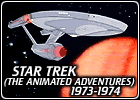 STAR TREK
(THE ANIMATED ADVENTURES)
1973-1974